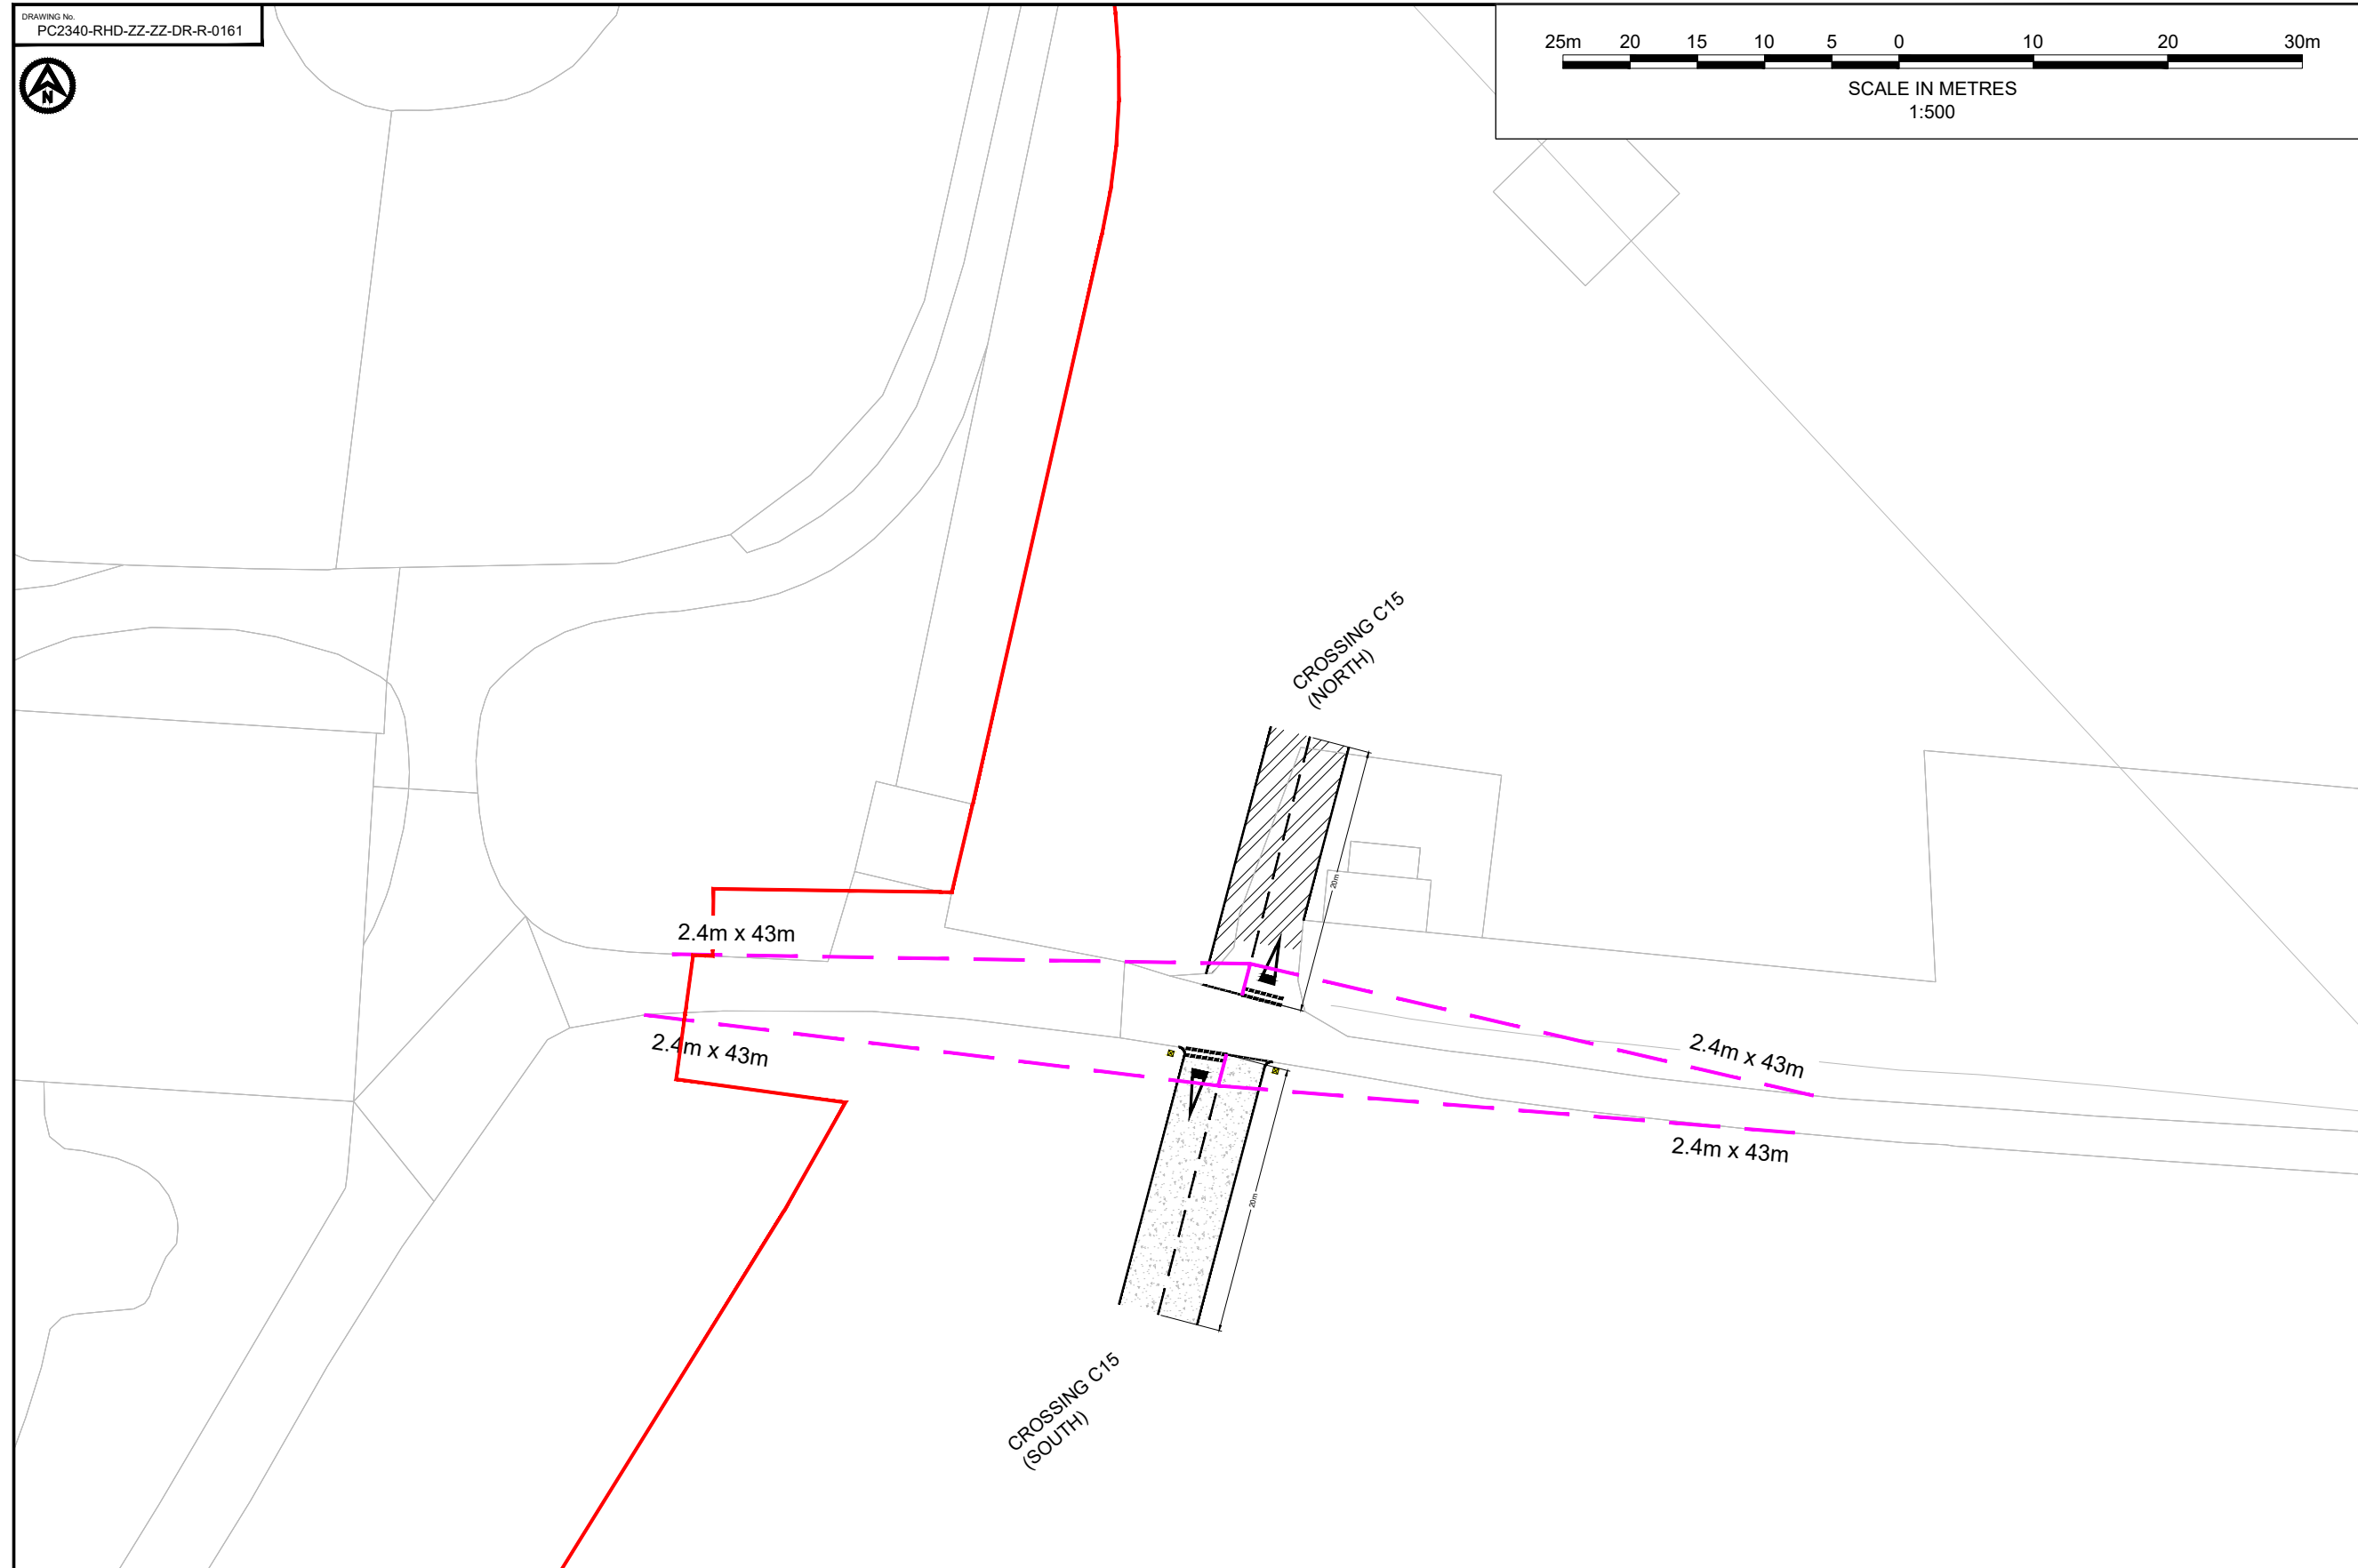 DRAWING No.
PC2340-RHD-ZZ-ZZ-DR-R-0161
N
25m 20 15 10 5 0 10 20 30m
SCALE IN METRES
1:500
CROSSING C15
(NORTH)
20m
2.4m x 43m
2.4m x 43m
2.4m x 43m
2.4m x 43m
20m
CROSSING C15
(SOUTH)